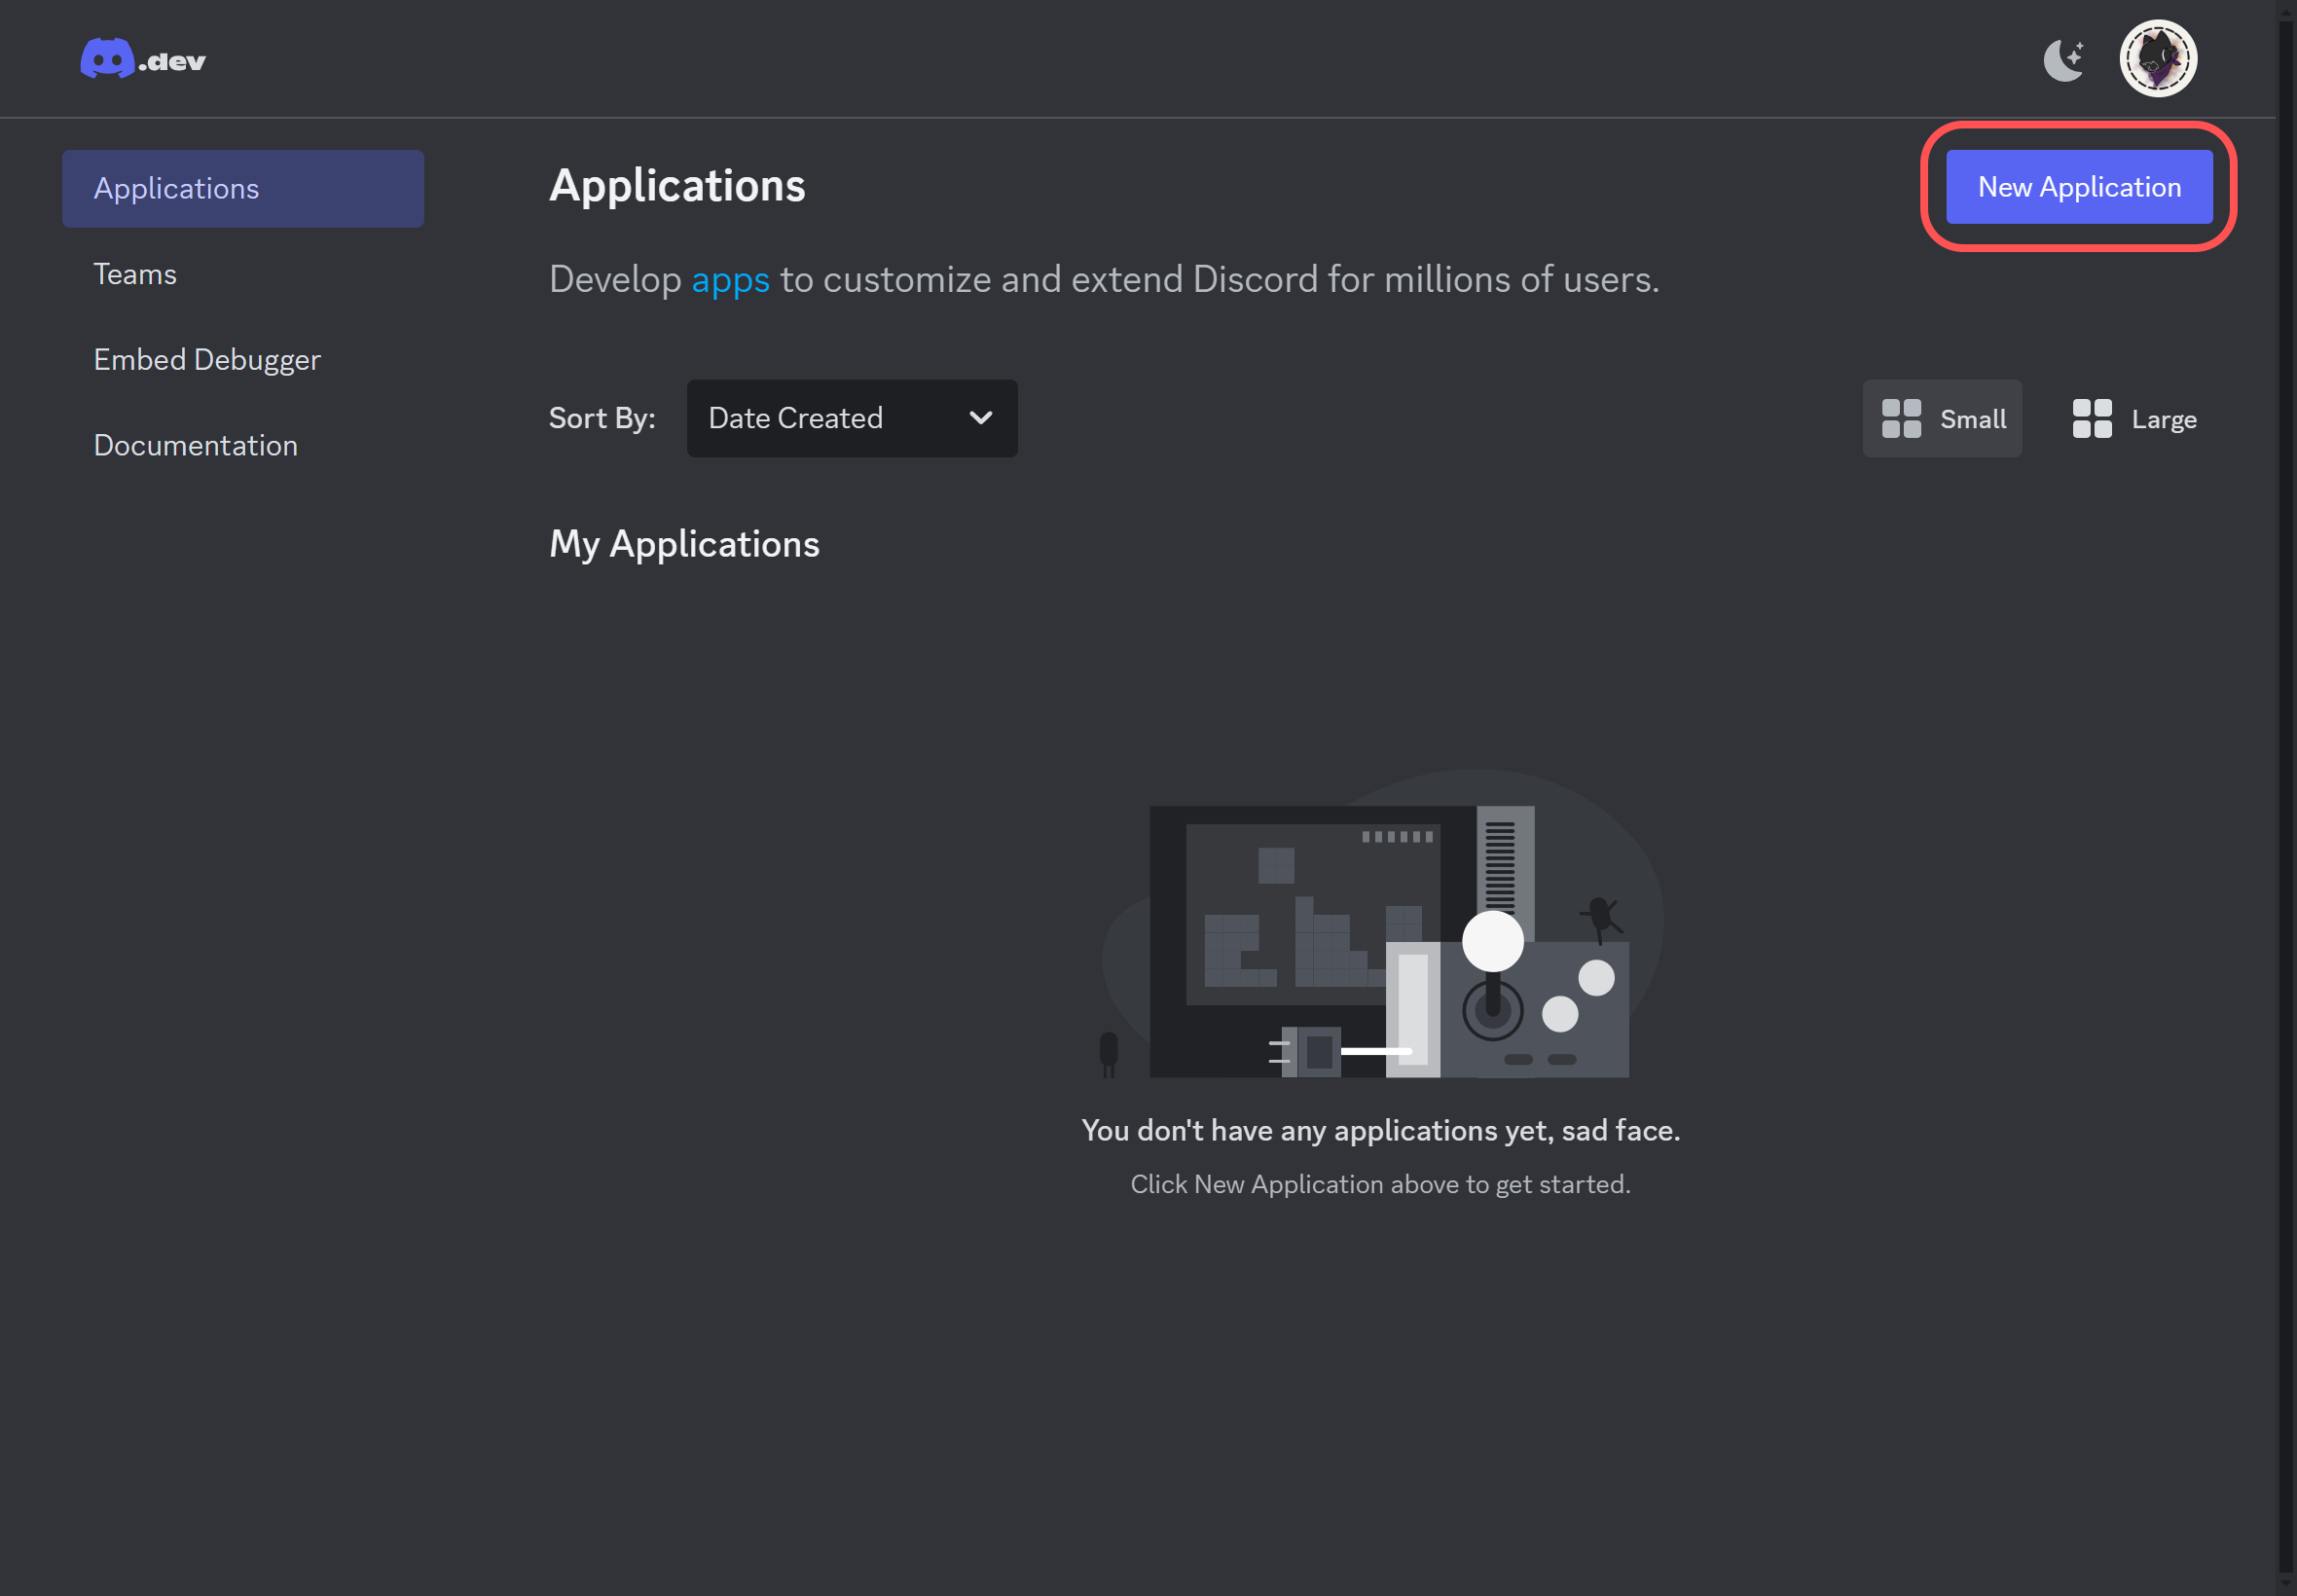 .dev
Applications
Teams
Embed Debugger
Documentation
Applications
New Application
Develop apps to customize and extend Discord for millions of users.
Sort By:
Date Created
Small
Large
My Applications
You don't have any applications yet, sad face.
Click New Application above to get started.